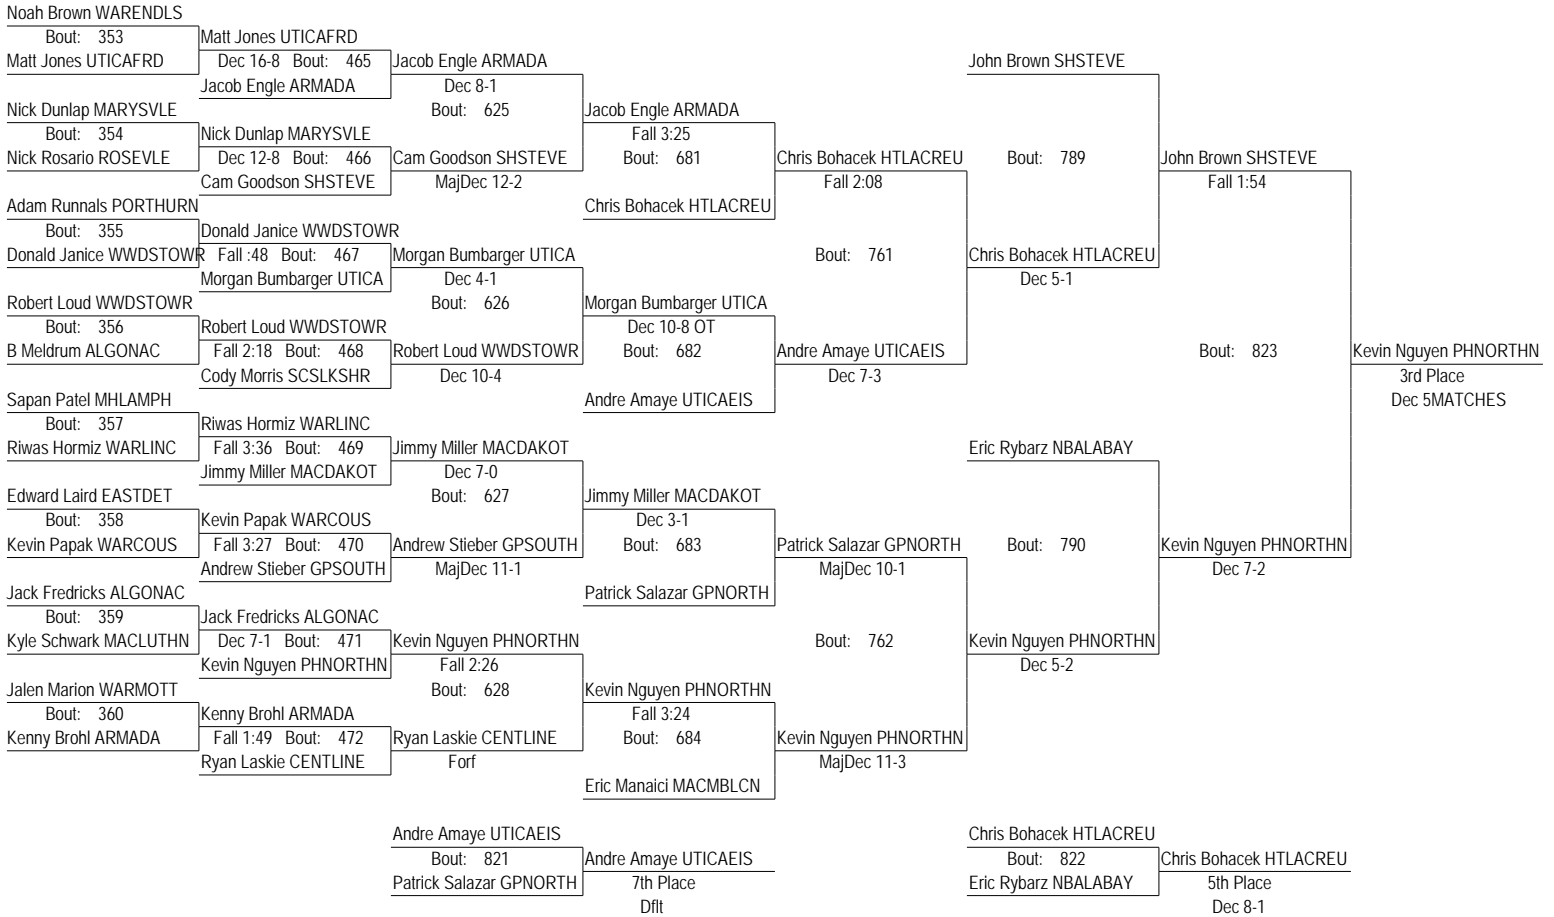 Noah Brown WARENDLS
Bout: 353 Matt Jones UTICAFRD
Matt Jones UTICAFRD Dec 16-8 Bout: 465 Jacob Engle ARMADA John Brown SHSTEVE
Jacob Engle ARMADA Dec 8-1
Nick Dunlap MARYSVLE Bout: 625 Jacob Engle ARMADA
Bout: 354 Nick Dunlap MARYSVLE Fall 3:25
Nick Rosario ROSEVLE Dec 12-8 Bout: 466 Cam Goodson SHSTEVE Bout: 681 Chris Bohacek HTLACREU Bout: 789 John Brown SHSTEVE
Cam Goodson SHSTEVE MajDec 12-2 Fall 2:08 Fall 1:54
Adam Runnals PORTHURN Chris Bohacek HTLACREU
Bout: 355 Donald Janice WWDSTOWR
Donald Janice WWDSTOWR Fall :48 Bout: 467 Morgan Bumbarger UTICA Bout: 761 Chris Bohacek HTLACREU
Morgan Bumbarger UTICA Dec 4-1 Dec 5-1
Robert Loud WWDSTOWR Bout: 626 Morgan Bumbarger UTICA
Bout: 356 Robert Loud WWDSTOWR Dec 10-8 OT
B Meldrum ALGONAC Fall 2:18 Bout: 468 Robert Loud WWDSTOWR Bout: 682 Andre Amaye UTICAEIS Bout: 823 Kevin Nguyen PHNORTHN
Cody Morris SCSLKSHR Dec 10-4 Dec 7-3 3rd Place
Sapan Patel MHLAMPH Andre Amaye UTICAEIS Dec 5MATCHES
Bout: 357 Riwas Hormiz WARLINC
Riwas Hormiz WARLINC Fall 3:36 Bout: 469 Jimmy Miller MACDAKOT Eric Rybarz NBALABAY
Jimmy Miller MACDAKOT Dec 7-0
Edward Laird EASTDET Bout: 627 Jimmy Miller MACDAKOT
Bout: 358 Kevin Papak WARCOUS Dec 3-1
Kevin Papak WARCOUS Fall 3:27 Bout: 470 Andrew Stieber GPSOUTH Bout: 683 Patrick Salazar GPNORTH Bout: 790 Kevin Nguyen PHNORTHN
Andrew Stieber GPSOUTH MajDec 11-1 MajDec 10-1 Dec 7-2
Jack Fredricks ALGONAC Patrick Salazar GPNORTH
Bout: 359 Jack Fredricks ALGONAC
Kyle Schwark MACLUTHN Dec 7-1 Bout: 471 Kevin Nguyen PHNORTHN Bout: 762 Kevin Nguyen PHNORTHN
Kevin Nguyen PHNORTHN Fall 2:26 Dec 5-2
Jalen Marion WARMOTT Bout: 628 Kevin Nguyen PHNORTHN
Bout: 360 Kenny Brohl ARMADA Fall 3:24
Kenny Brohl ARMADA Fall 1:49 Bout: 472 Ryan Laskie CENTLINE Bout: 684 Kevin Nguyen PHNORTHN
Ryan Laskie CENTLINE Forf MajDec 11-3
Eric Manaici MACMBLCN
Andre Amaye UTICAEIS Chris Bohacek HTLACREU
Bout: 821 Andre Amaye UTICAEIS Bout: 822 Chris Bohacek HTLACREU
Patrick Salazar GPNORTH 7th Place Eric Rybarz NBALABAY 5th Place
Dflt Dec 8-1